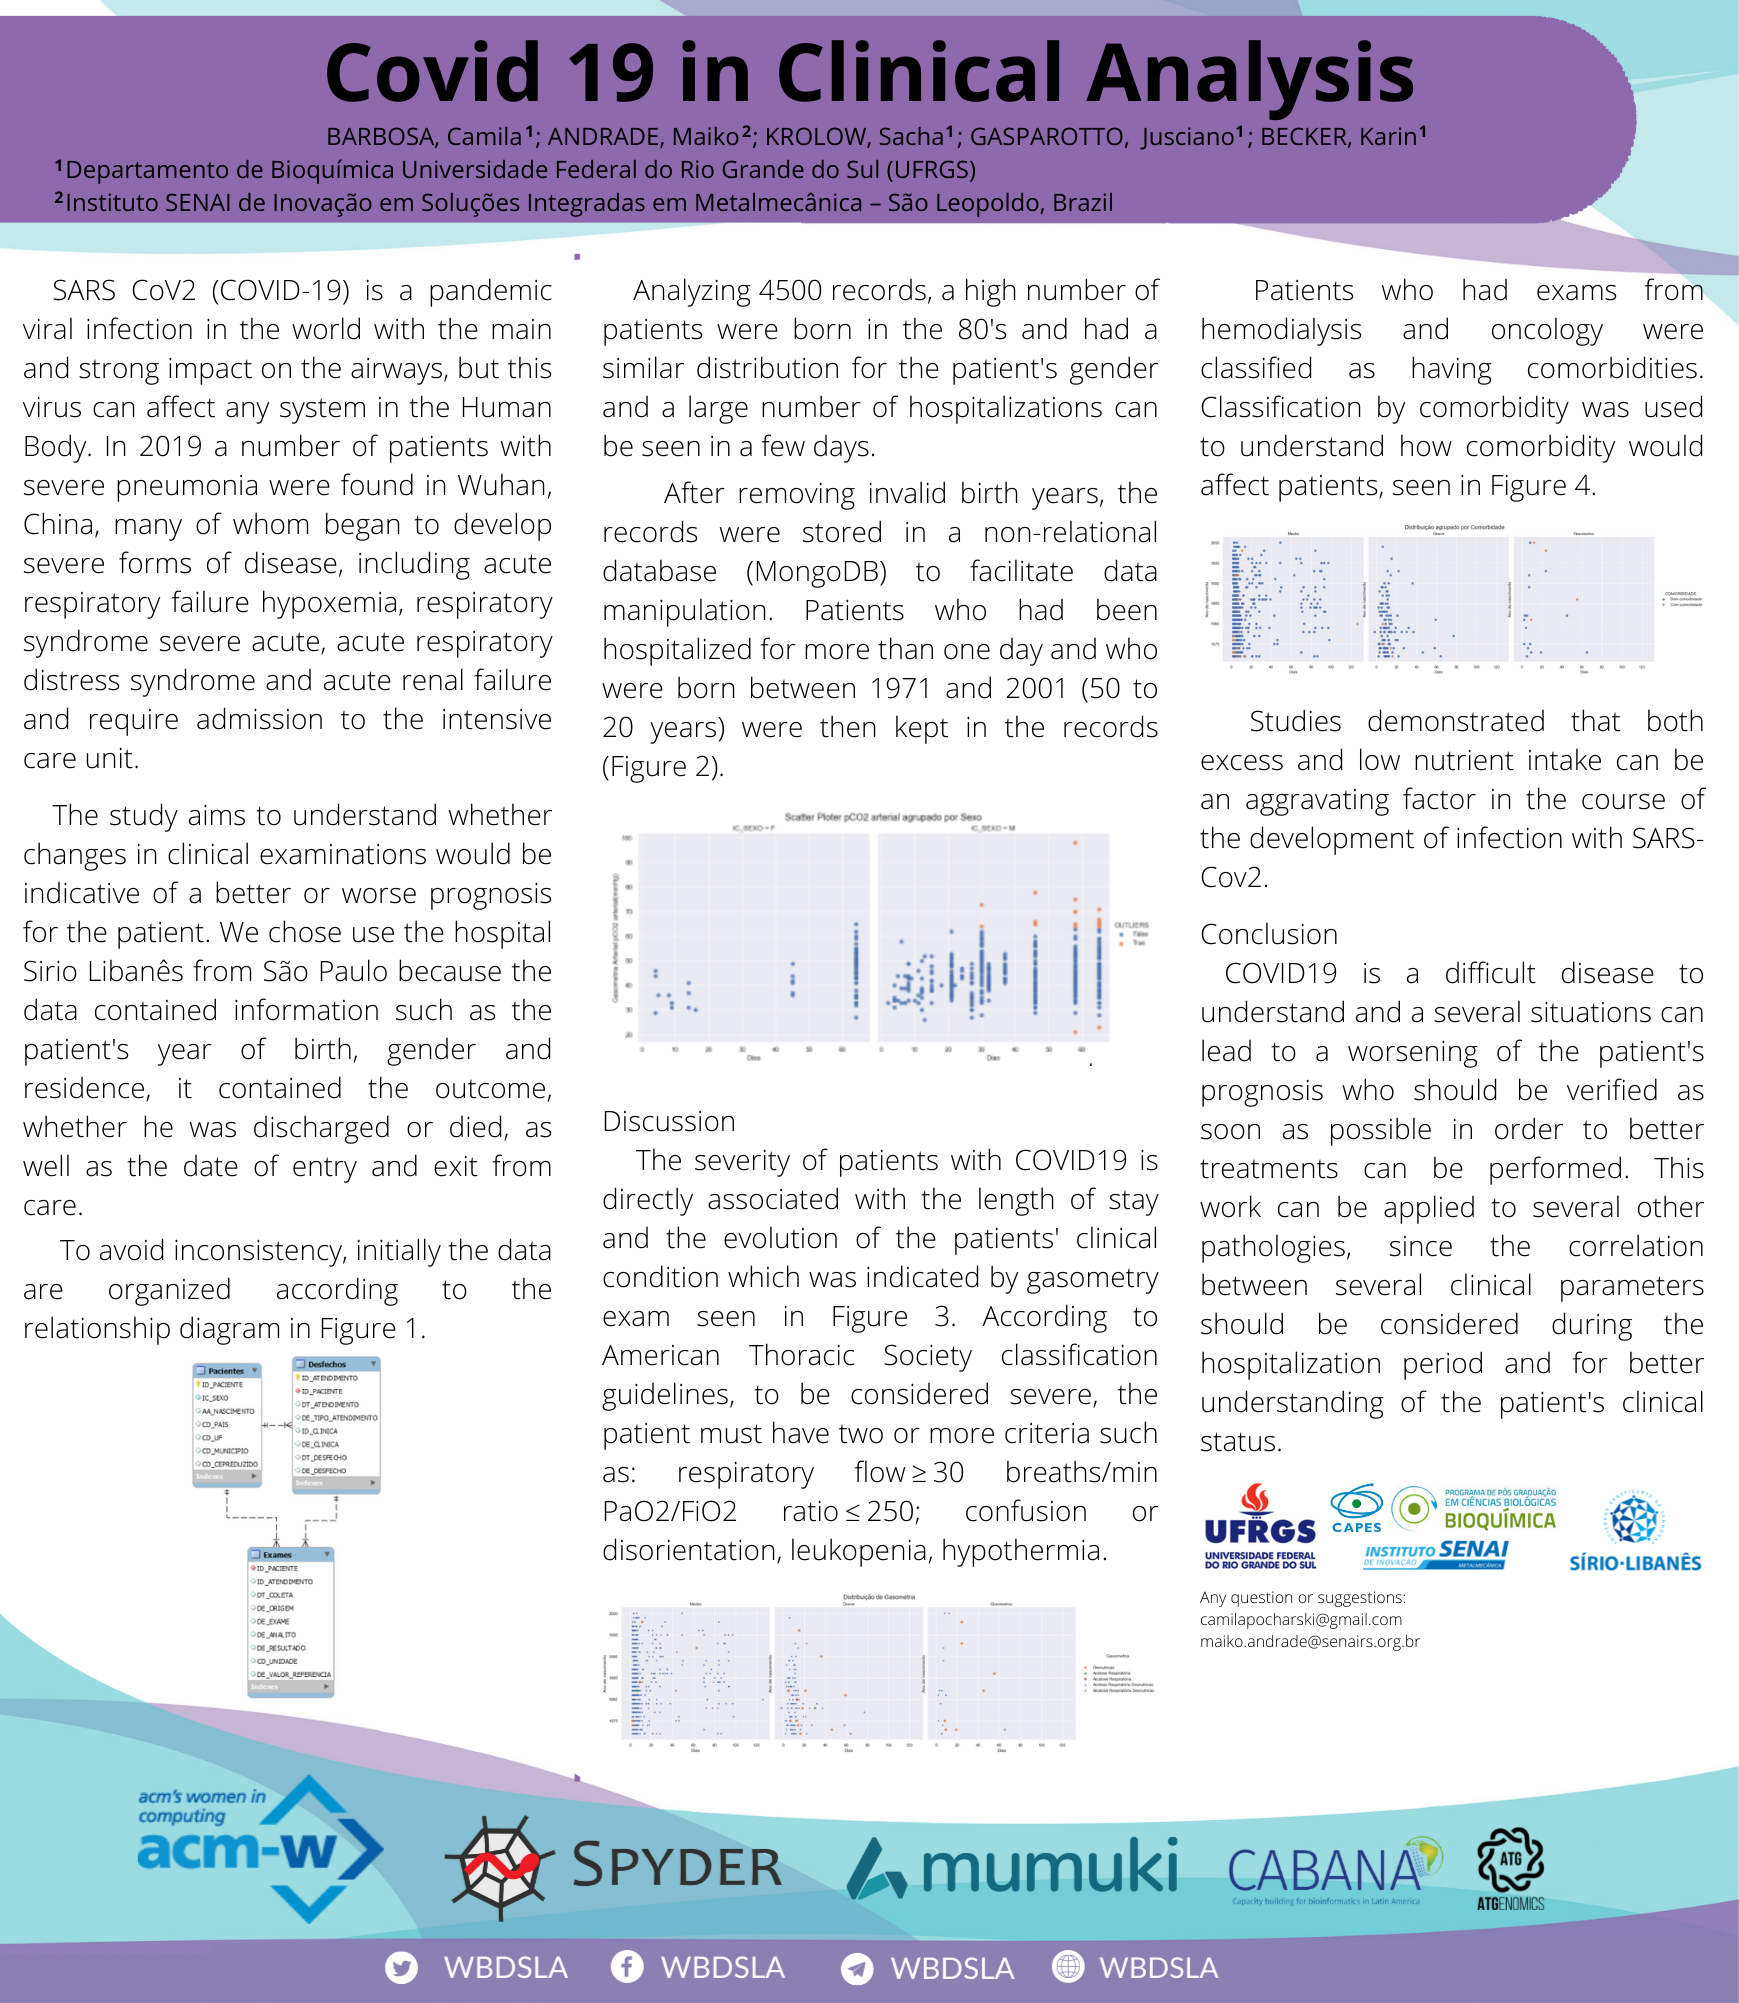 Covid 19 in Clinical Analysis
BARBOSA, Camila¹; ANDRADE, Maiko²; KROLOW, Sacha¹; GASPAROTTO, Jusciano¹; BECKER, Karin¹
¹Departamento de Bioquímica Universidade Federal do Rio Grande do Sul (UFRGS)
²Instituto SENAI de Inovação em Soluções Integradas em Metalmecânica – São Leopoldo, Brazil
SARS CoV2 (COVID-19) is a pandemic
viral infection in the world with the main
and strong impact on the airways, but this
virus can affect any system in the Human
Body. In 2019 a number of patients with
severe pneumonia were found in Wuhan,
China, many of whom began to develop
severe forms of disease, including acute
respiratory failure hypoxemia, respiratory
syndrome severe acute, acute respiratory
distress syndrome and acute renal failure
and require admission to the intensive
care unit.
The study aims to understand whether
changes in clinical examinations would be
indicative of a better or worse prognosis
for the patient. We chose use the hospital
Sirio Libanês from São Paulo because the
data contained information such as the
patient's year of birth, gender and
residence, it contained the outcome,
whether he was discharged or died, as
well as the date of entry and exit from
care.
To avoid inconsistency, initially the data
are organized according to the
relationship diagram in Figure 1.
Pacientes
ID_PACIENTE
IC_SEXO
AA_NASCIMENTO
CD_PAIS
CD_UF
CD_MUNICIPIO
CD_CEPREDUZIDO
Indexes
Desfechos
ID_ATENDIMENTO
ID_PACIENTE
DT_ATENDIMENTO
DE_TIPO_ATENDIMENTO
ID_CLINICA
DE_CLINICA
DT_DESFECHO
DE_DESFECHO
Indexes
Exames
ID_PACIENTE
ID_ATENDIMENTO
DT_COLETA
DE_ORIGEM
DE_EXAME
DE_ANALITO
DE_RESULTADO
CD_UNIDADE
DE_VALOR_REFERENCIA
Indexes
Analyzing 4500 records, a high number of
patients were born in the 80's and had a
similar distribution for the patient's gender
and a large number of hospitalizations can
be seen in a few days.
After removing invalid birth years, the
records were stored in a non-relational
database (MongoDB) to facilitate data
manipulation. Patients who had been
hospitalized for more than one day and who
were born between 1971 and 2001 (50 to
20 years) were then kept in the records
(Figure 2).
Scatter Ploter pCO2 arterial agrupado por Sexo
IC_SEXO = F
IC_SEXO = M
OUTLIERS
False
True
Dias
Dias
Discussion
The severity of patients with COVID19 is
directly associated with the length of stay
and the evolution of the patients' clinical
condition which was indicated by gasometry
exam seen in Figure 3. According to
American Thoracic Society classification
guidelines, to be considered severe, the
patient must have two or more criteria such
as: respiratory flow ≥ 30 breaths/min
PaO2/FiO2 ratio ≤ 250; confusion or
disorientation, leukopenia, hypothermia.
Distribuição de Gasometria
Dias
Dias
Dias
Patients who had exams from
hemodialysis and oncology were
classified as having comorbidities.
Classification by comorbidity was used
to understand how comorbidity would
affect patients, seen in Figure 4.
Distribuição agrupado por Comorbidade
COMORBIDADE
Sem comorbidade
Com comorbidade
Dias
Dias
Dias
Studies demonstrated that both
excess and low nutrient intake can be
an aggravating factor in the course of
the development of infection with SARS-
Cov2.
Conclusion
COVID19 is a difficult disease to
understand and a several situations can
lead to a worsening of the patient's
prognosis who should be verified as
soon as possible in order to better
treatments can be performed. This
work can be applied to several other
pathologies, since the correlation
between several clinical parameters
should be considered during the
hospitalization period and for better
understanding of the patient's clinical
status.
UFRGS
UNIVERSIDADE FEDERAL
DO RIO GRANDE DO SUL
CAPES
PROGRAMA DE PÓS GRADUAÇÃO
EM CIÊNCIAS BIOLÓGICAS
BIOQUÍMICA
INSTITUTO SENAI
DE INOVAÇÃO
METALMECÂNICA
SÍRIO-LIBANÊS
Any question or suggestions:
camilapocharski@gmail.com
maiko.andrade@senairs.org.br
acm's women in
computing
acm-w
SPYDER
mumuki
CABANA
Capacity building for bioinformatics in Latin America
ATG
ATGENOMICS
WBDSLA
WBDSLA
WBDSLA
WBDSLA